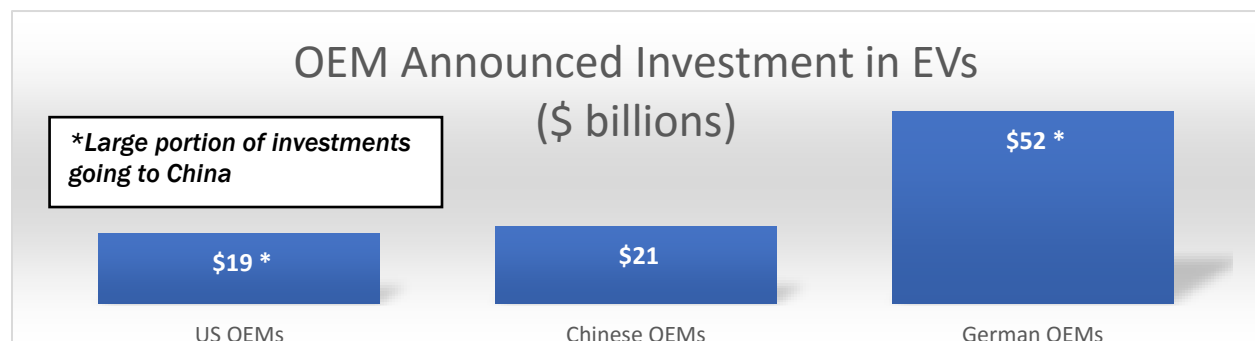 OEM Announced Investment in EVs
($ billions)
*Large portion of investments
going to China
$52 *
$19 *
$21
US OEMs
Chinese OEMs
German OEMs